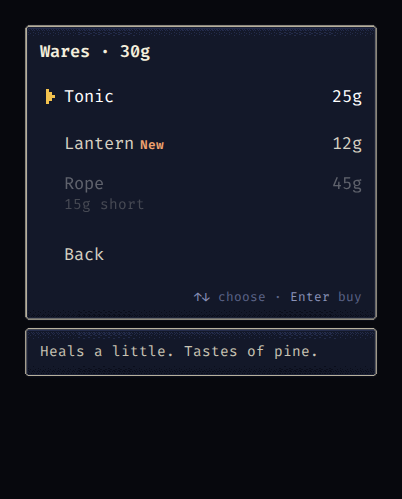 Wares · 30g
Tonic 25g
Lantern New 12g
Rope 45g
15g short
Back
↑↓ choose · Enter buy
Heals a little. Tastes of pine.